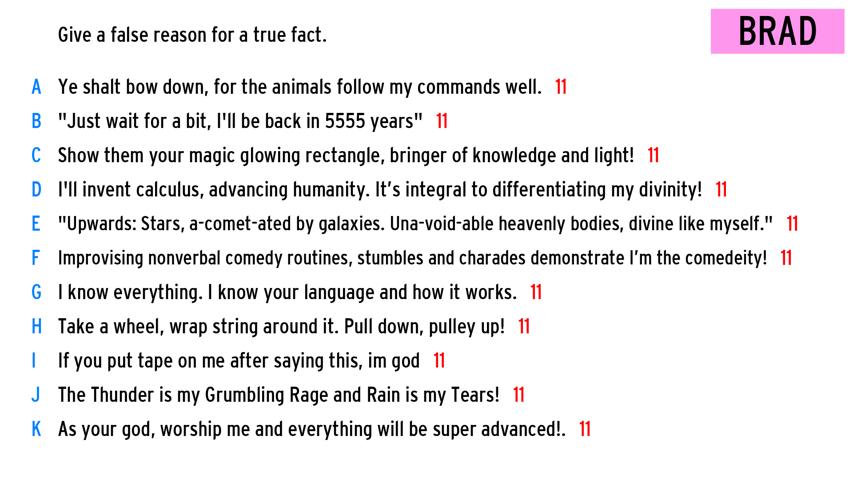 Give a false reason for a true fact.
BRAD
A Ye shalt bow down, for the animals follow my commands well. 11
B "Just wait for a bit, I'll be back in 5555 years" 11
C Show them your magic glowing rectangle, bringer of knowledge and light! 11
D I'll invent calculus, advancing humanity. It's integral to differentiating my divinity! 11
E "Upwards: Stars, a-comet-ated by galaxies. Una-void-able heavenly bodies, divine like myself." 11
F Improvising nonverbal comedy routines, stumbles and charades demonstrate I'm the comedeity! 11
G I know everything. I know your language and how it works. 11
H Take a wheel, wrap string around it. Pull down, pulley up! 11
I If you put tape on me after saying this, im god 11
J The Thunder is my Grumbling Rage and Rain is my Tears! 11
K As your god, worship me and everything will be super advanced!. 11